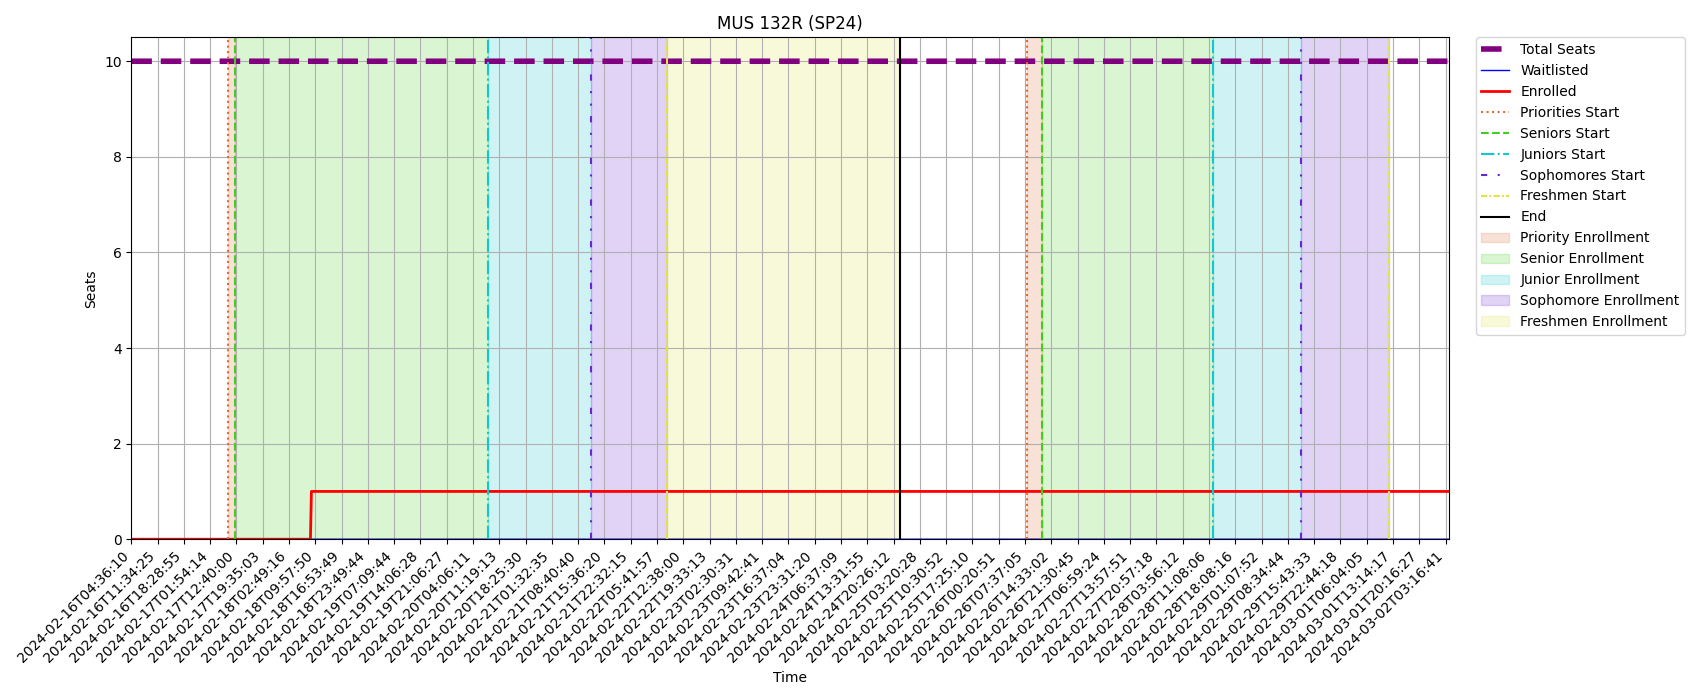 MUS 132R (SP24)
Seats
10
8
6
4
2
0
2024-02-16T04:36:10
2024-02-16T11:34:25
2024-02-16T18:28:55
2024-02-17T01:54:14
2024-02-17T12:40:00
2024-02-17T19:35:03
2024-02-18T02:49:16
2024-02-18T09:57:50
2024-02-18T16:53:49
2024-02-18T23:49:44
2024-02-19T07:09:44
2024-02-19T14:06:28
2024-02-19T21:06:27
2024-02-20T04:06:11
2024-02-20T11:19:13
2024-02-20T18:25:30
2024-02-21T01:32:35
2024-02-21T08:40:40
2024-02-21T15:36:20
2024-02-21T22:32:15
2024-02-22T05:41:57
2024-02-22T12:38:00
2024-02-22T19:33:13
2024-02-23T02:30:31
2024-02-23T09:42:41
2024-02-23T16:37:04
2024-02-23T23:31:20
2024-02-24T06:37:09
2024-02-24T13:31:55
2024-02-24T20:26:12
2024-02-25T03:20:28
2024-02-25T10:30:52
2024-02-25T17:25:10
2024-02-26T00:20:51
2024-02-26T07:37:05
2024-02-26T14:33:02
2024-02-26T21:30:45
2024-02-27T06:59:24
2024-02-27T13:57:51
2024-02-27T20:57:18
2024-02-28T03:56:12
2024-02-28T11:08:06
2024-02-28T18:08:16
2024-02-29T01:07:52
2024-02-29T08:34:44
2024-02-29T15:43:33
2024-02-29T22:44:18
2024-03-01T06:04:05
2024-03-01T13:14:17
2024-03-01T20:16:27
2024-03-02T03:16:41
Time
Total Seats
Waitlisted
Enrolled
Priorities Start
Seniors Start
Juniors Start
Sophomores Start
Freshmen Start
End
Priority Enrollment
Senior Enrollment
Junior Enrollment
Sophomore Enrollment
Freshmen Enrollment